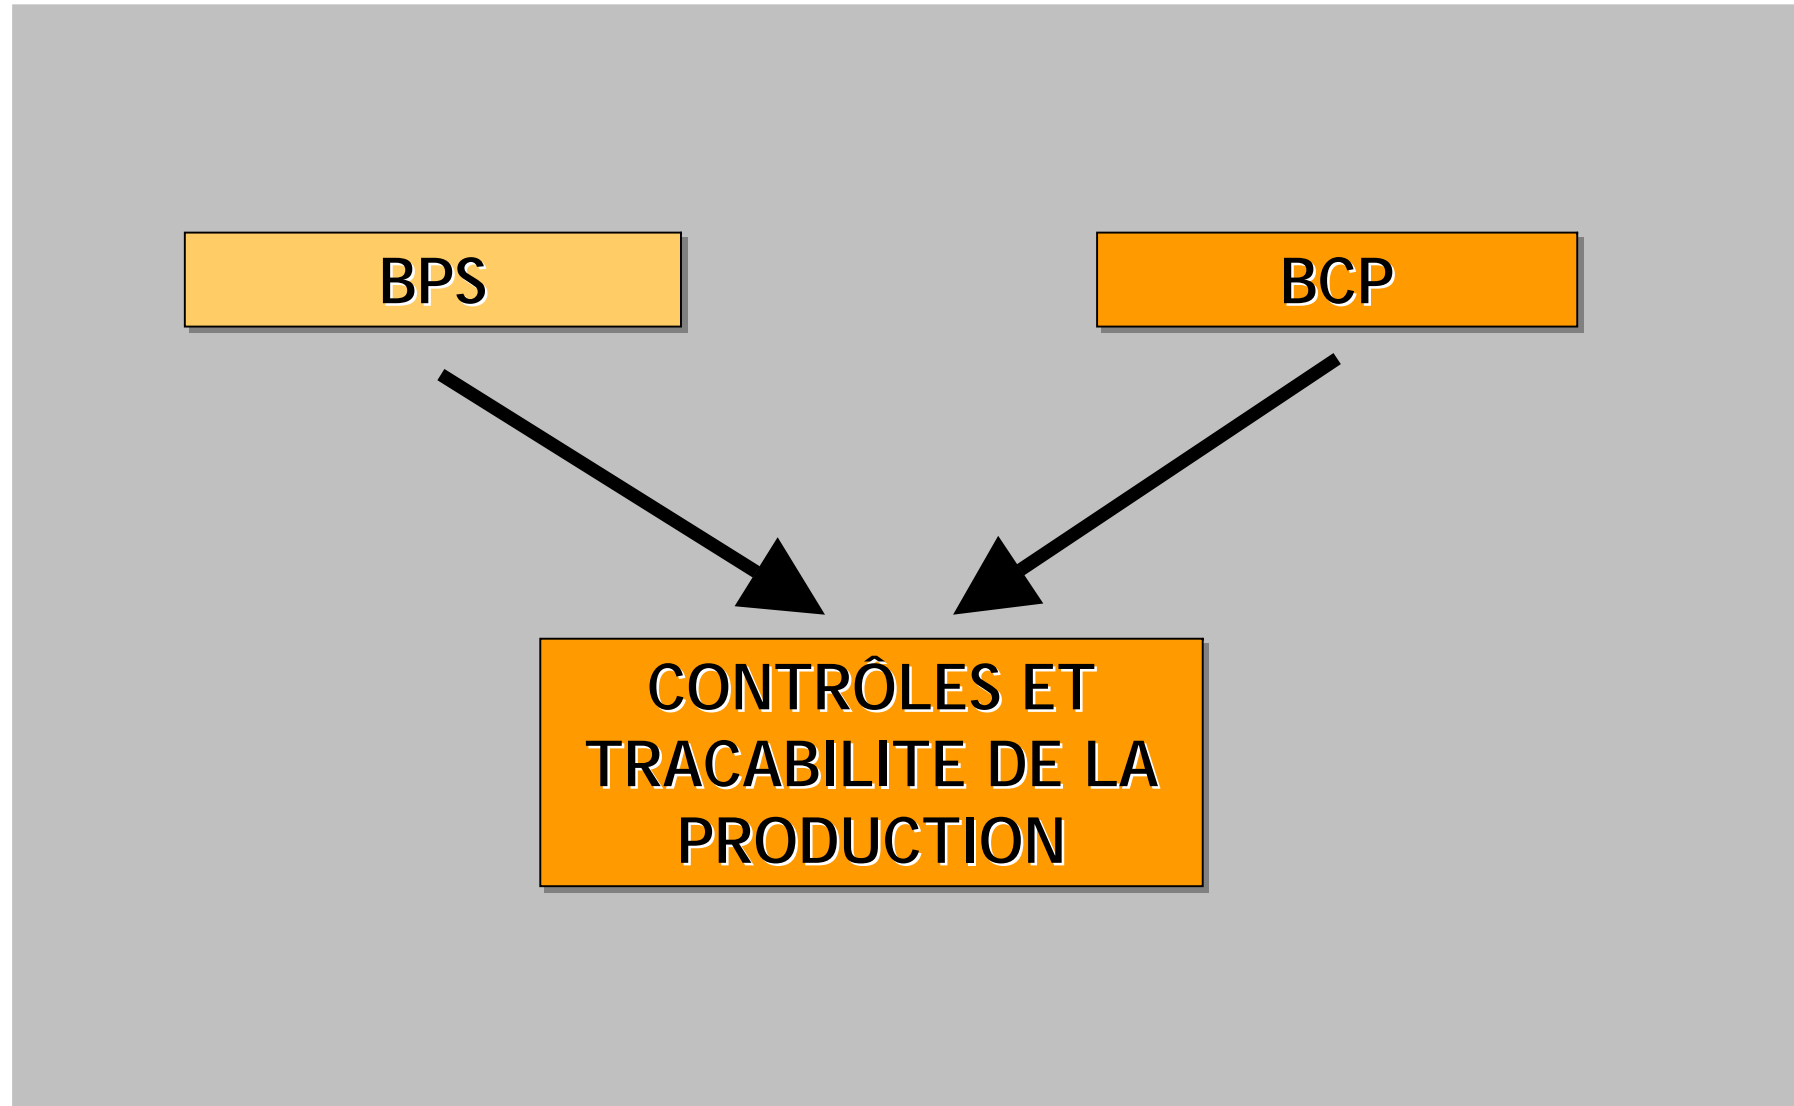 BPS
BCP
CONTRÔLES ET
TRACABILITE DE LA
PRODUCTION